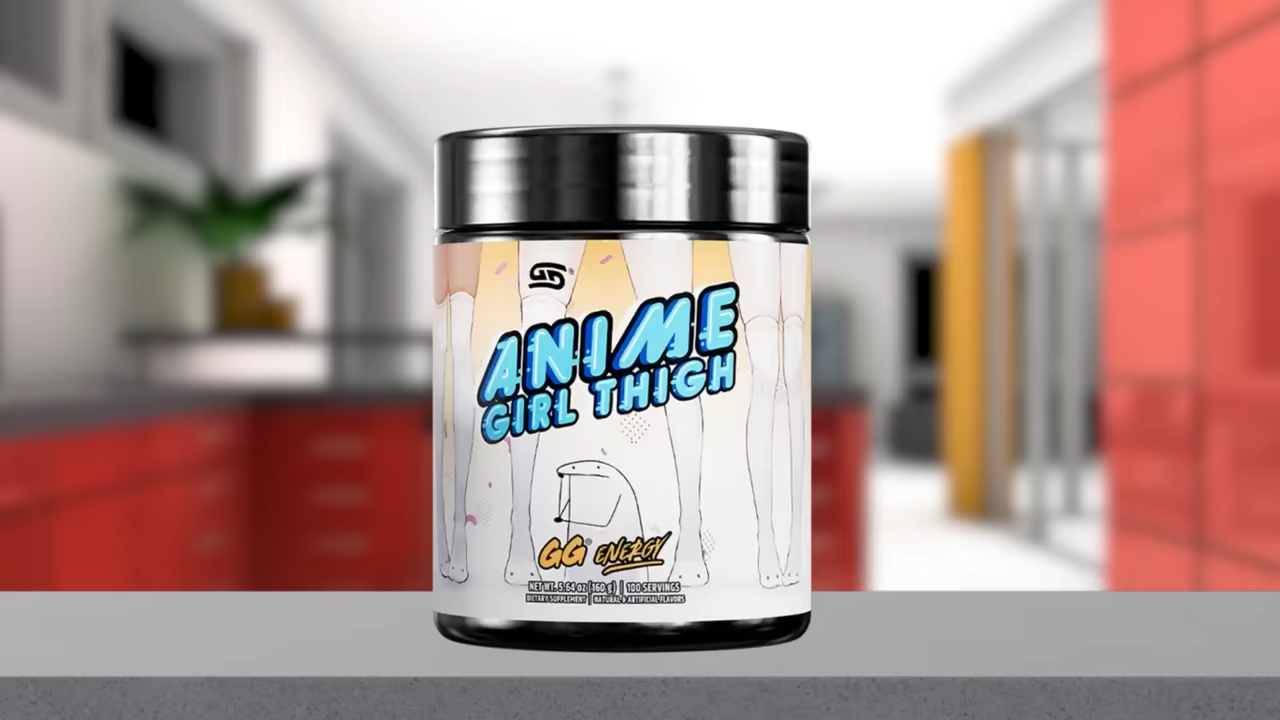 ANIME
GIRL THIGH
GG® ENERGY
NET WT. 5.64 oz (160 g) | 100 SERVINGS
DIETARY SUPPLEMENT | NATURAL & ARTIFICIAL FLAVORS